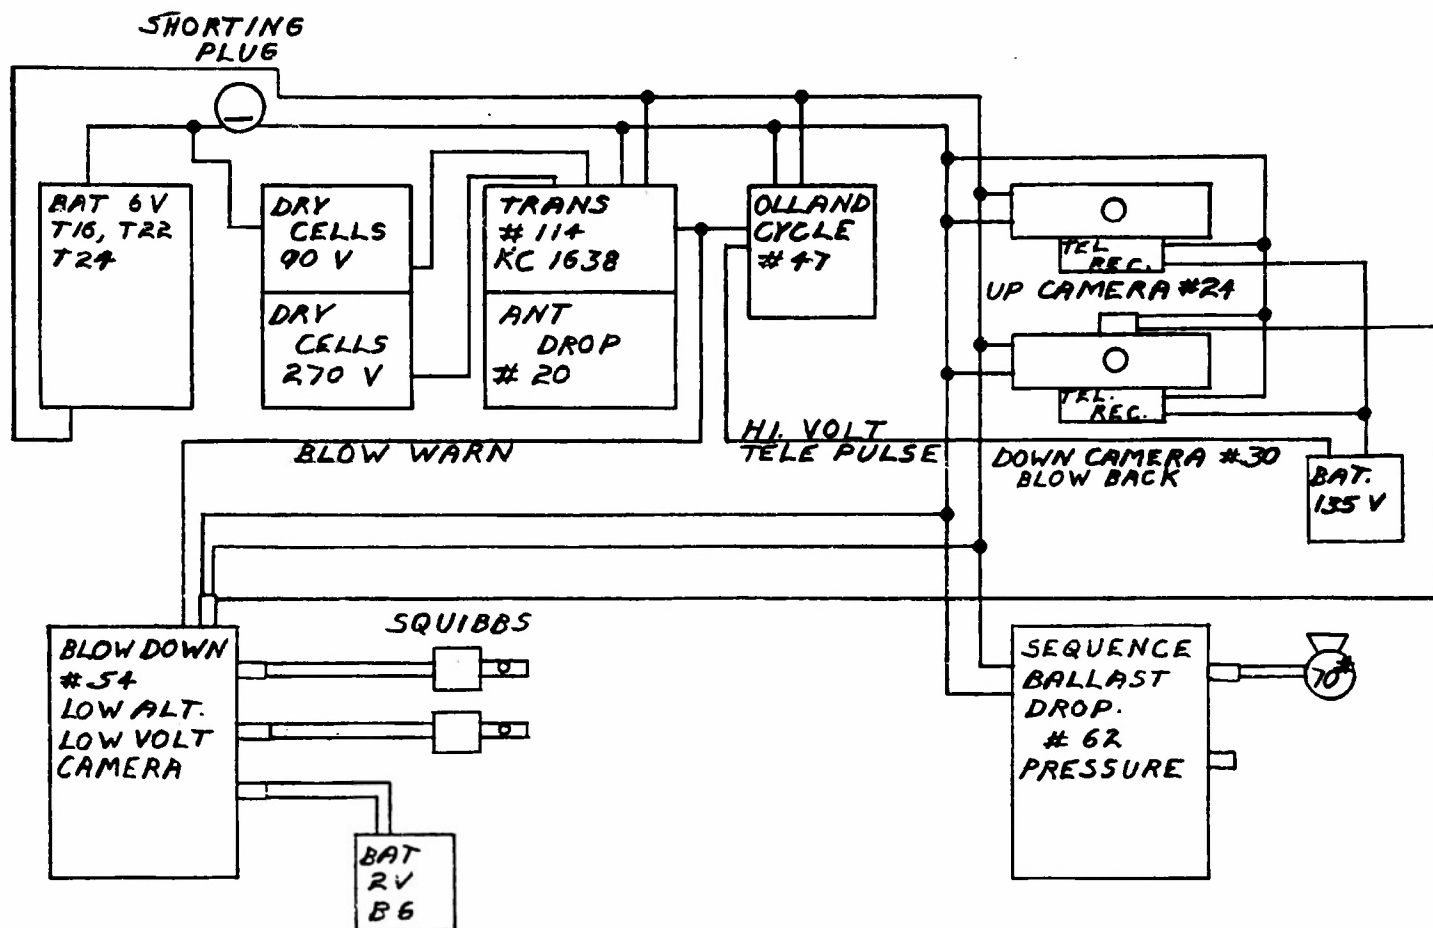 SHORTING
PLUG
BAT 6V
T16, T22
T24
DRY
CELLS
90 V
DRY
CELLS
270 V
TRANS
# 114
KC 1638
ANT
DROP
# 20
OLLAND
CYCLE
# 47
TEL
REC.
UP CAMERA #24
TEL.
REC.
DOWN CAMERA #30
BLOW BACK
BAT.
135 V
HI. VOLT
TELE PULSE
BLOW WARN
BLOW DOWN
# 54
LOW ALT.
LOW VOLT
CAMERA
SQUIBBS
BAT
2V
B6
SEQUENCE
BALLAST
DROP.
# 62
PRESSURE
70#